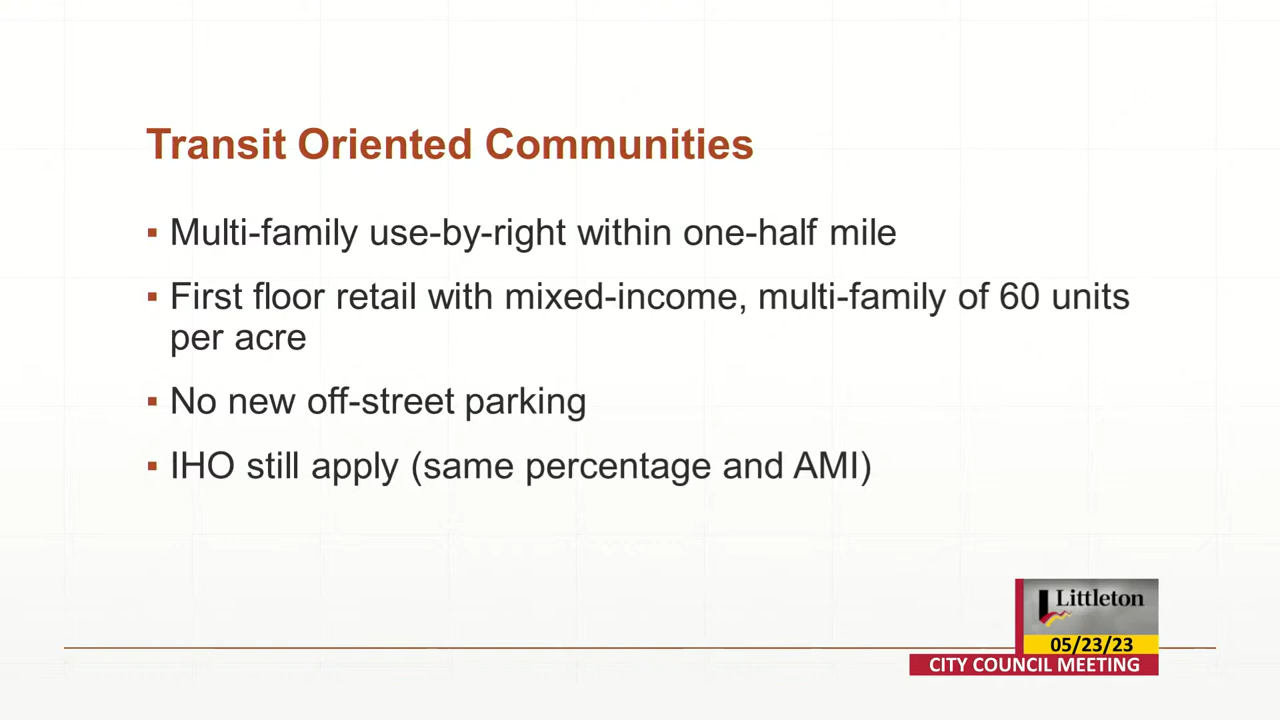 Transit Oriented Communities
▪ Multi-family use-by-right within one-half mile
▪ First floor retail with mixed-income, multi-family of 60 units
per acre
▪ No new off-street parking
▪ IHO still apply (same percentage and AMI)
Littleton
05/23/23
CITY COUNCIL MEETING